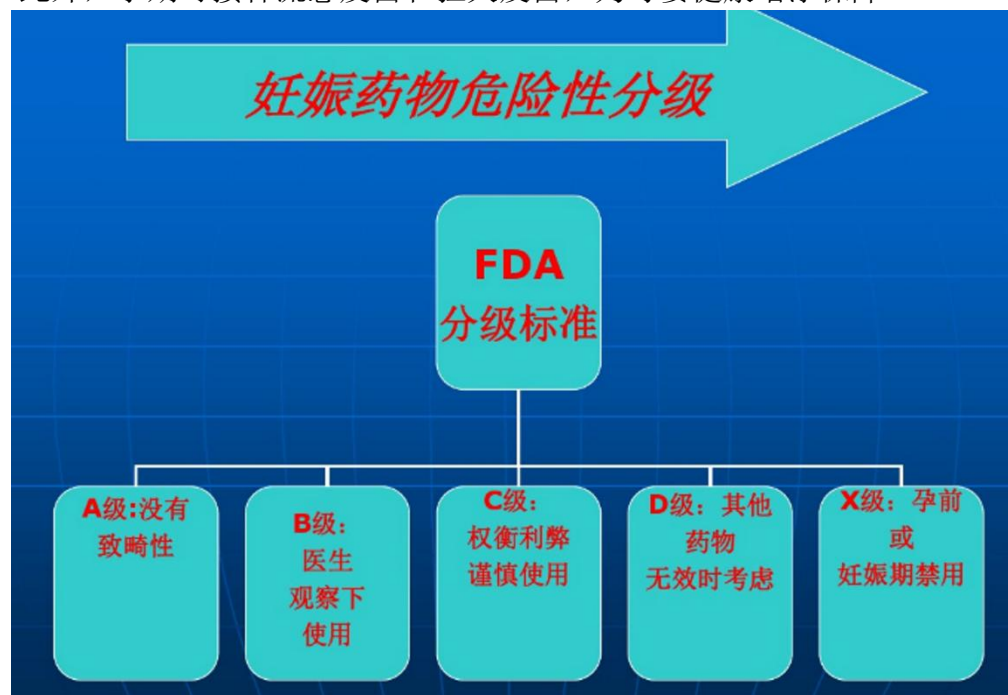 妊娠药物危险性分级
FDA
分级标准
A级:没有
致畸性
B级：
医生
观察下
使用
C级：
权衡利弊
谨慎使用
D级：其他
药物
无效时考虑
X级：孕前
或
妊娠期禁用